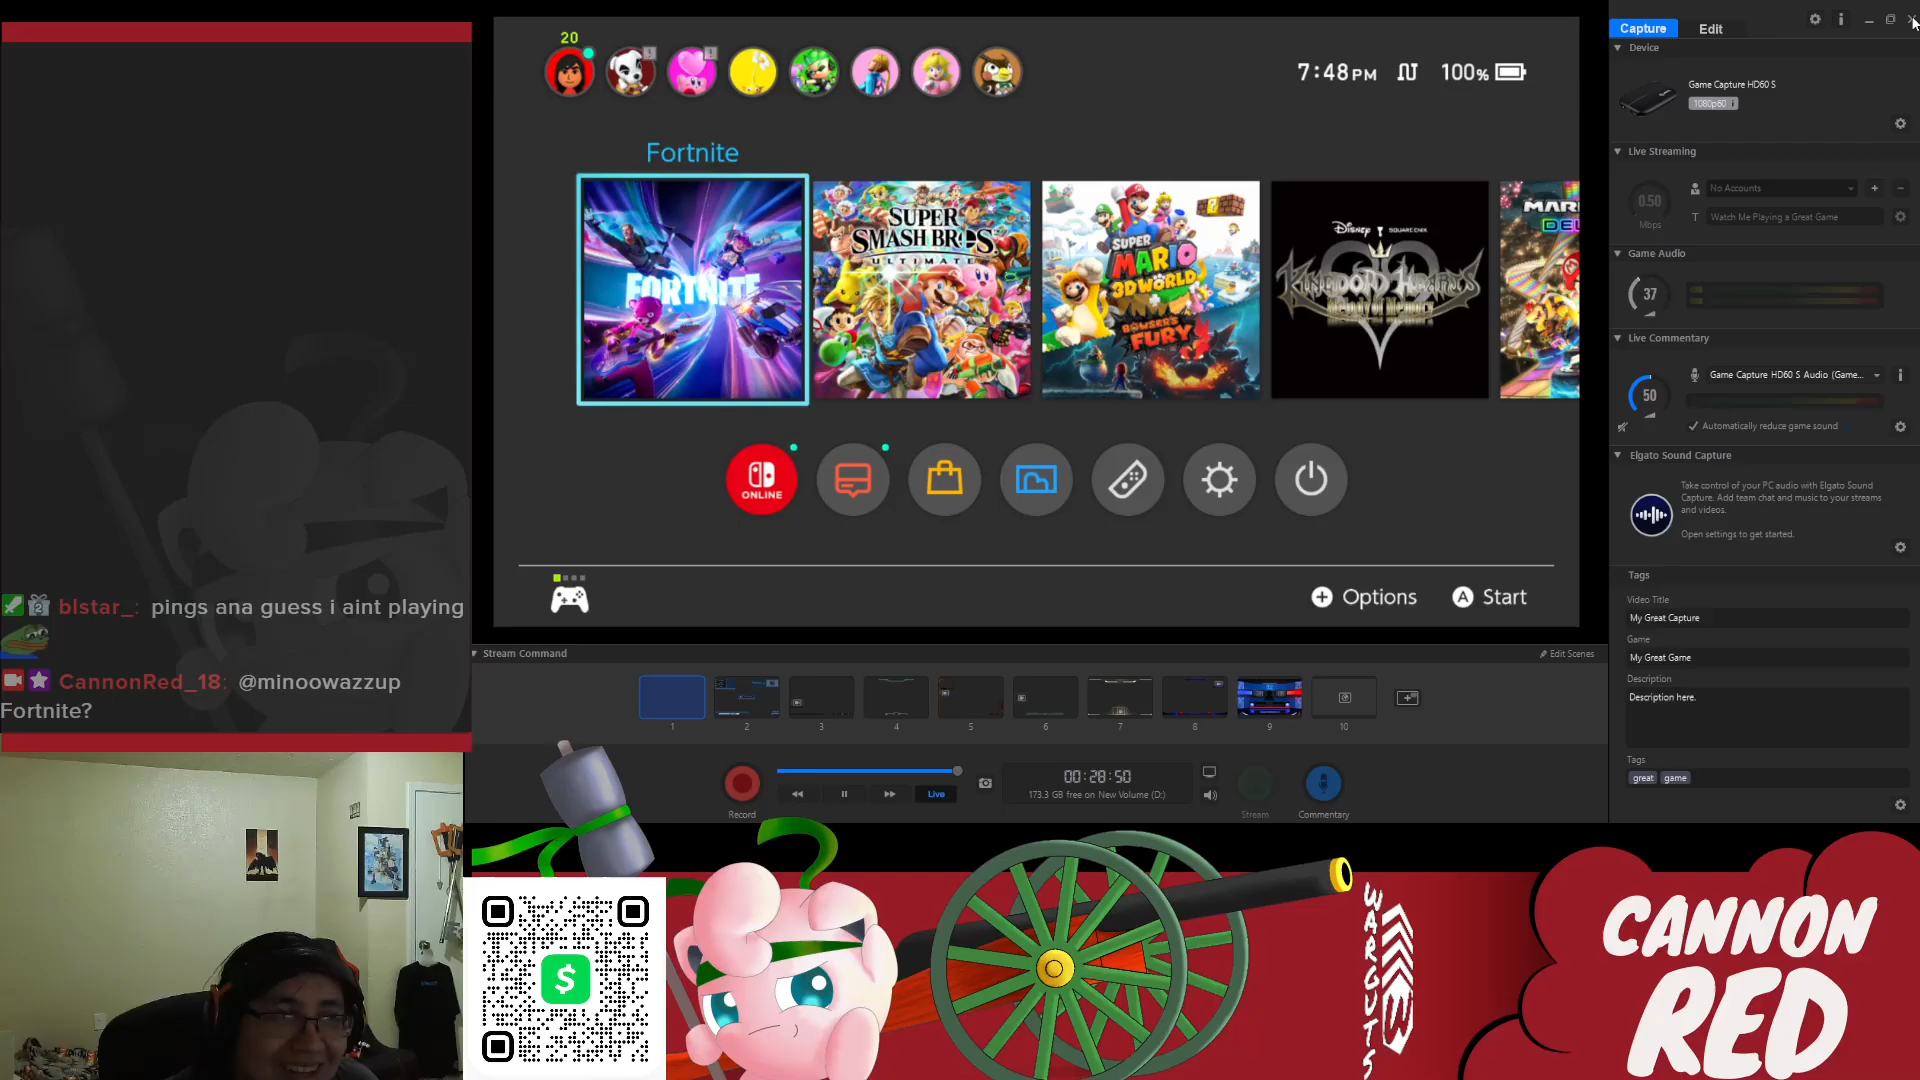 20
7:48 PM
100%
Fortnite
FORTNITE
SUPER
SMASH BROS.
ULTIMATE
SUPER
MARIO
3D WORLD
BOWSER'S
FURY
Disney
SQUARE ENIX
KINGDOM HEARTS
ONLINE
Options
Start
blstar_: pings ana guess i aint playing
CannonRed_18: @minoowazzup
Fortnite?
Capture
Edit
Device
Game Capture HD60 S
1080p60
Live Streaming
0.50
Mbps
No Accounts
Watch Me Playing a Great Game
Game Audio
37
Live Commentary
50
Game Capture HD60 S Audio (Game...
Automatically reduce game sound
Elgato Sound Capture
Take control of your PC audio with Elgato Sound
Capture. Add team chat and music to your streams
and videos.
Open settings to get started.
Tags
Video Title
My Great Capture
Game
My Great Game
Description
Description here.
Tags
great
game
Stream Command
Edit Scenes
1
2
3
4
5
6
7
8
9
10
Record
Live
00:28:50
173.3 GB free on New Volume (D:)
Stream
Commentary
WARGUTS
CANNON
RED